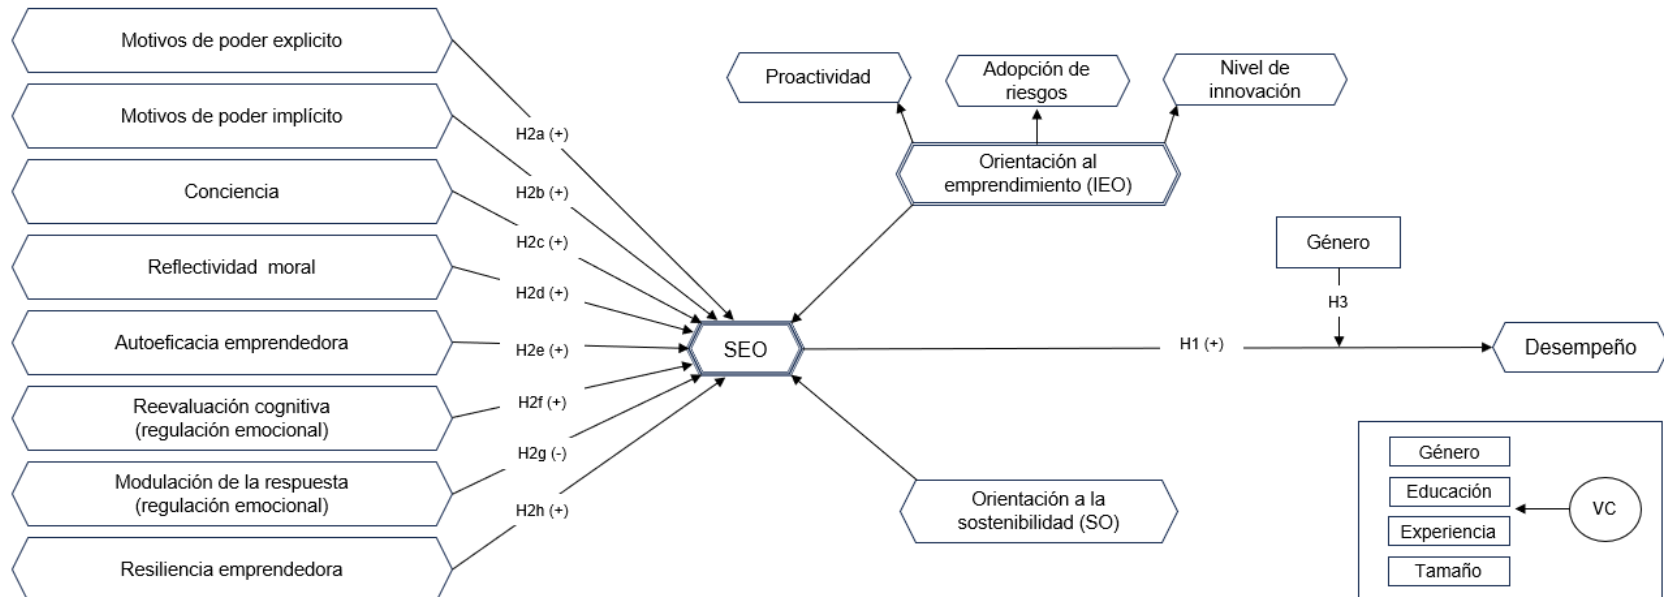 Motivos de poder explicito
Motivos de poder implícito
Conciencia
Reflectividad moral
Autoeficacia emprendedora
Reevaluación cognitiva
(regulación emocional)
Modulación de la respuesta
(regulación emocional)
Resiliencia emprendedora
H2a (+)
H2b (+)
H2c (+)
H2d (+)
H2e (+)
H2f (+)
H2g (-)
H2h (+)
SEO
Proactividad
Adopción de
riesgos
Nivel de
innovación
Orientación al
emprendimiento (IEO)
Orientación a la
sostenibilidad (SO)
Género
H3
H1 (+)
Desempeño
Género
Educación
Experiencia
Tamaño
VC